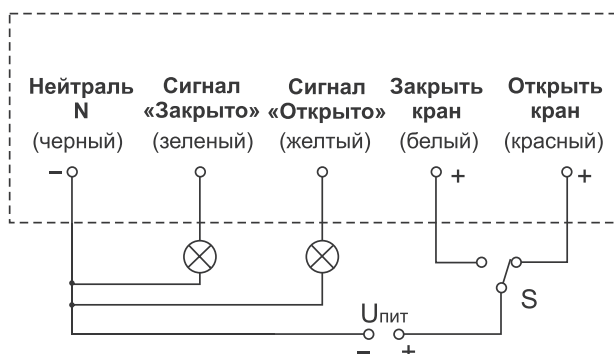 Нейтраль N (черный)
Сигнал «Закрыто» (зеленый)
Сигнал «Открыто» (желтый)
Закрыть кран (белый)
Открыть кран (красный)
− + +
S
Uпит
− +